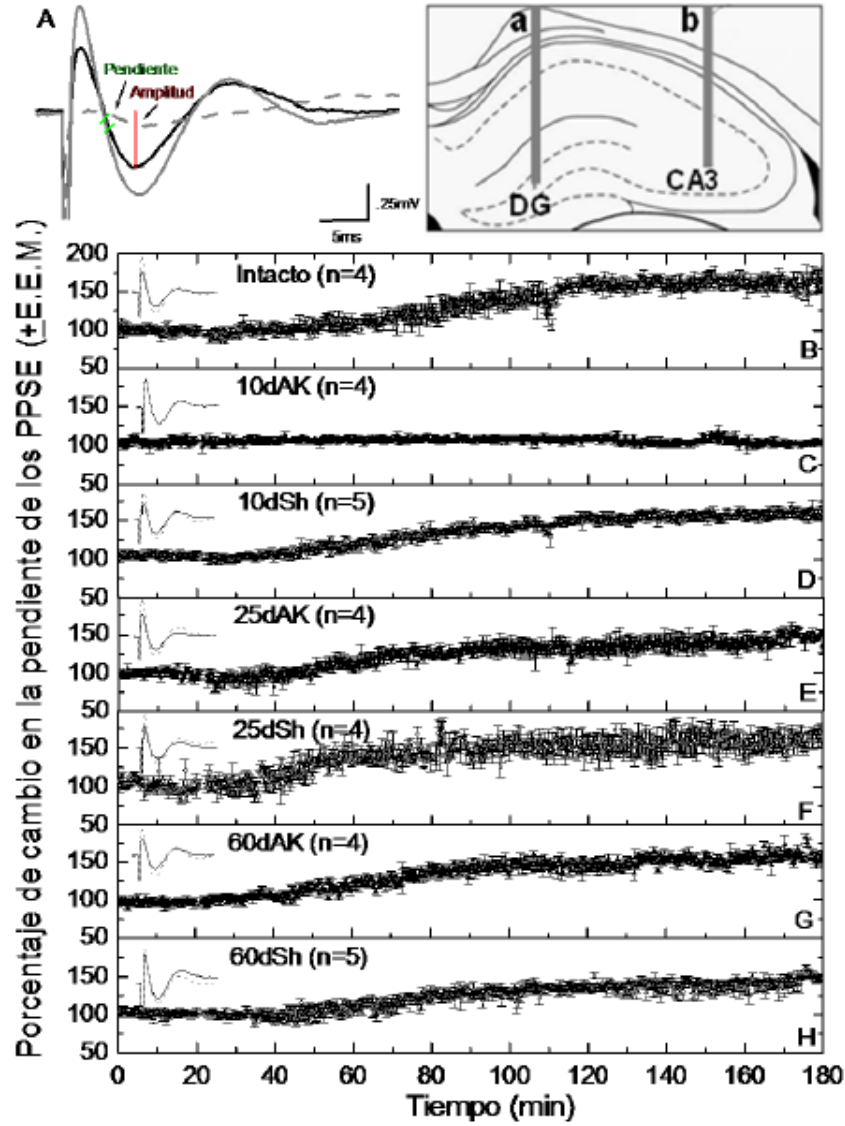 A
Pendiente
Amplitud
.25mV
5ms
a
b
DG
CA3
Porcentaje de cambio en la pendiente de los PPSE (±E.E.M.)
200
150
100
50
Intacto (n=4)
B
150
100
50
10dAK (n=4)
C
150
100
50
10dSh (n=5)
D
150
100
50
25dAK (n=4)
E
150
100
50
25dSh (n=4)
F
150
100
50
60dAK (n=4)
G
150
100
50
60dSh (n=5)
H
0 20 40 60 80 100 120 140 160 180
Tiempo (min)